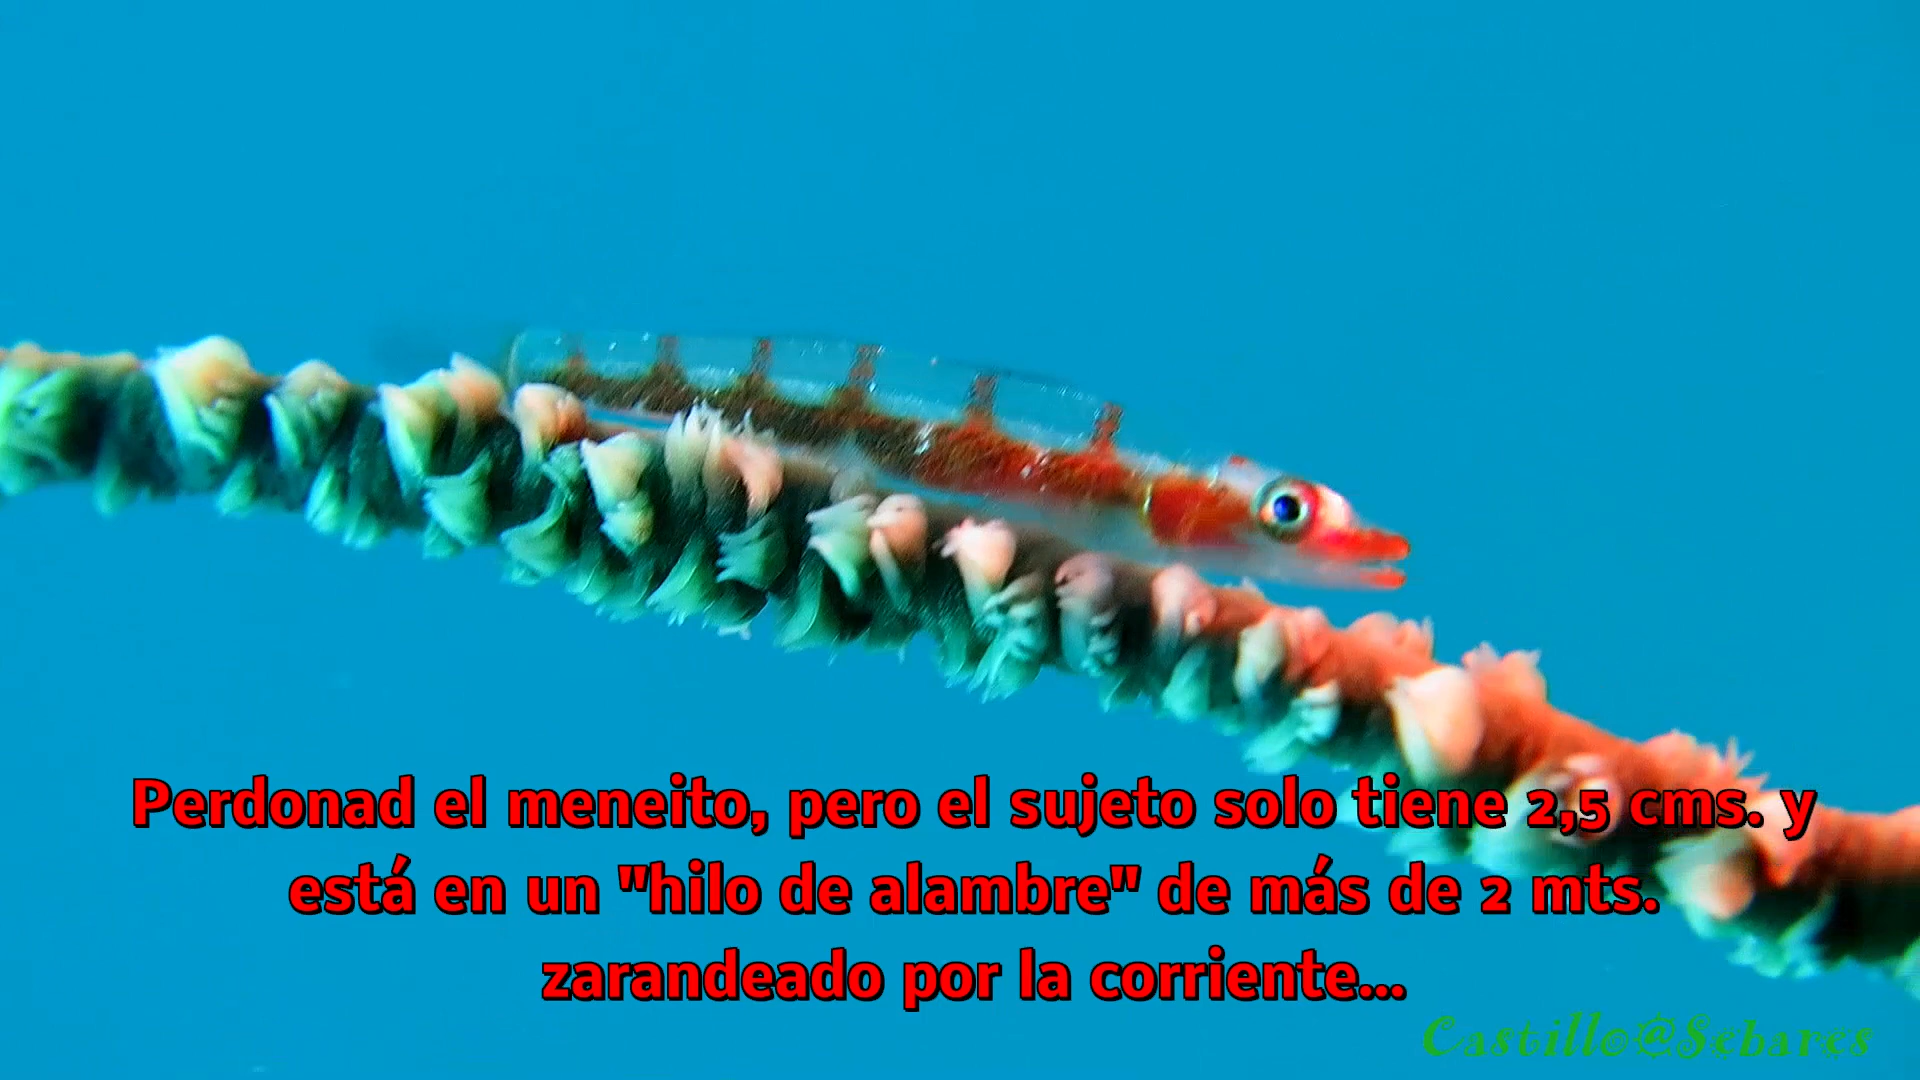 Perdonad el meneito, pero el sujeto solo tiene 2,5 cms. y
está en un "hilo de alambre" de más de 2 mts.
zarandeado por la corriente...
Castillo@Sebares